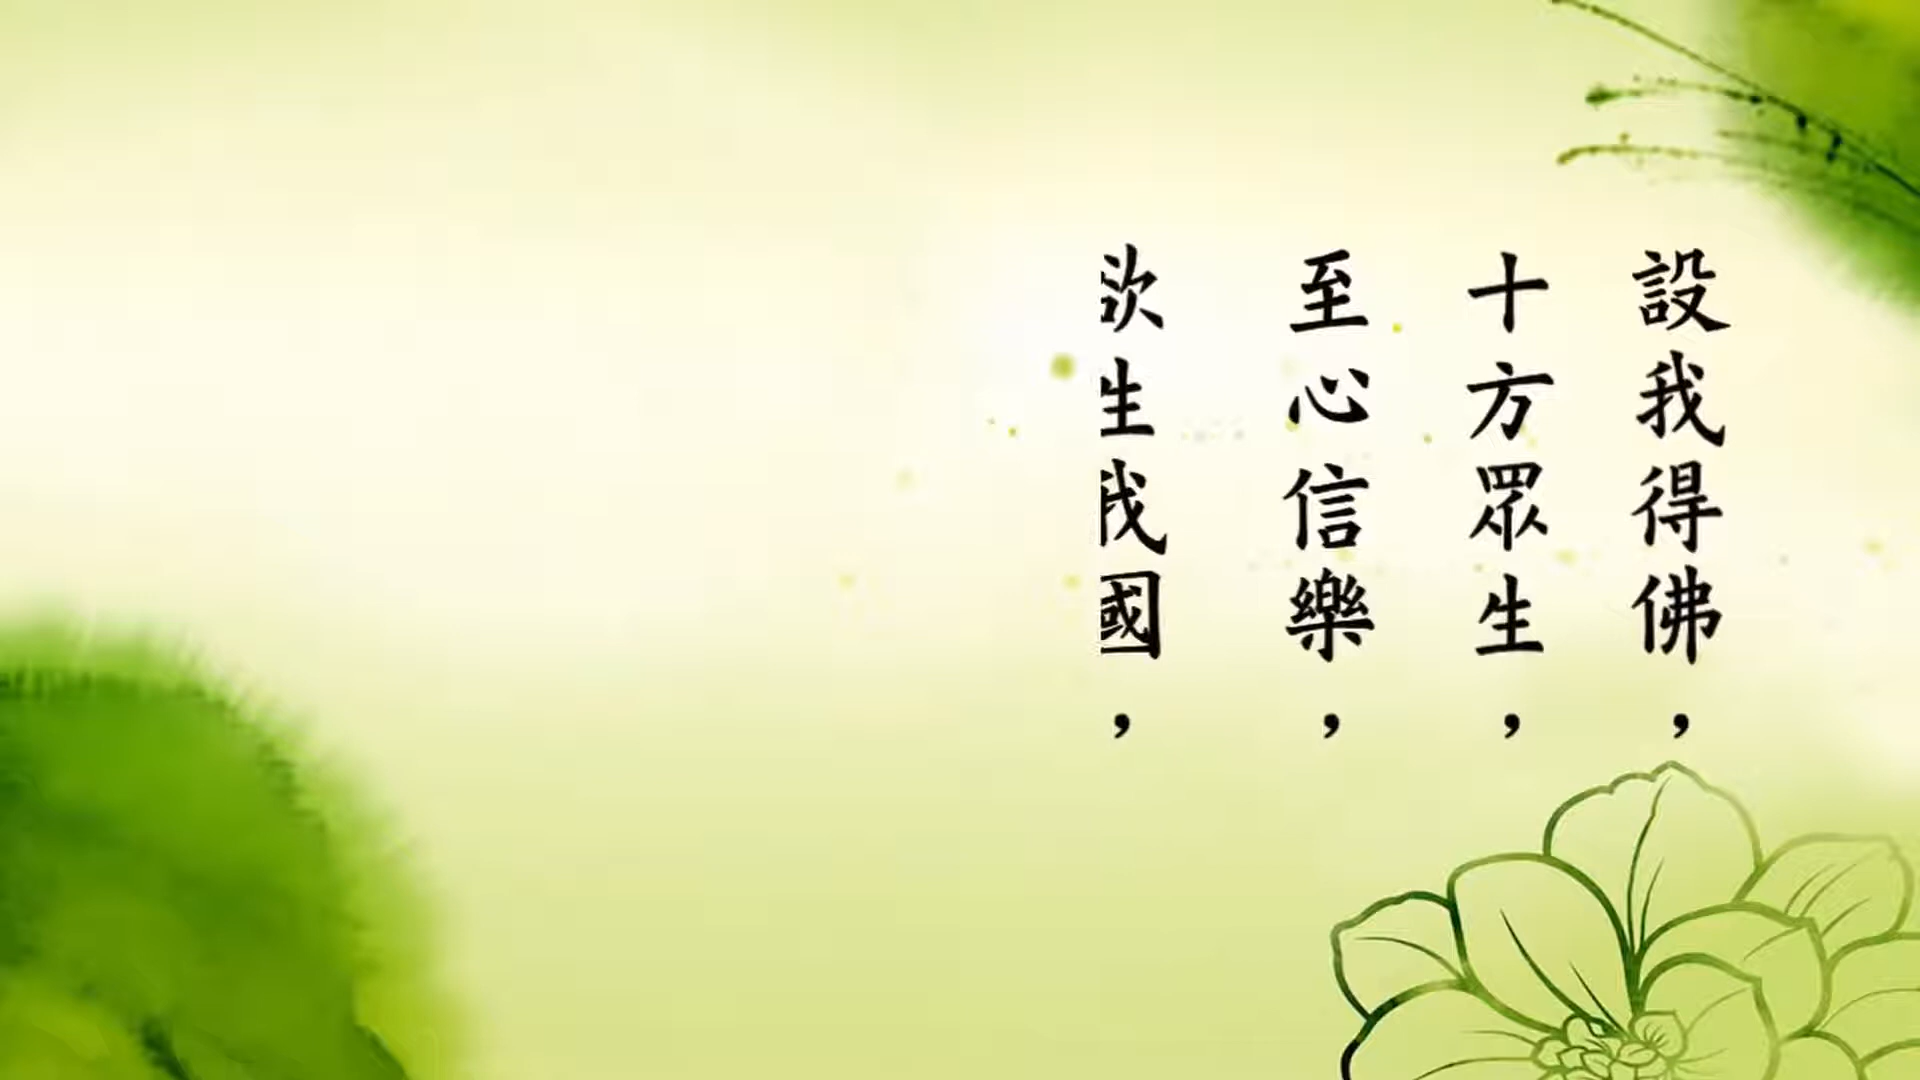 設我得佛，
十方眾生，
至心信樂，
欲生我國，